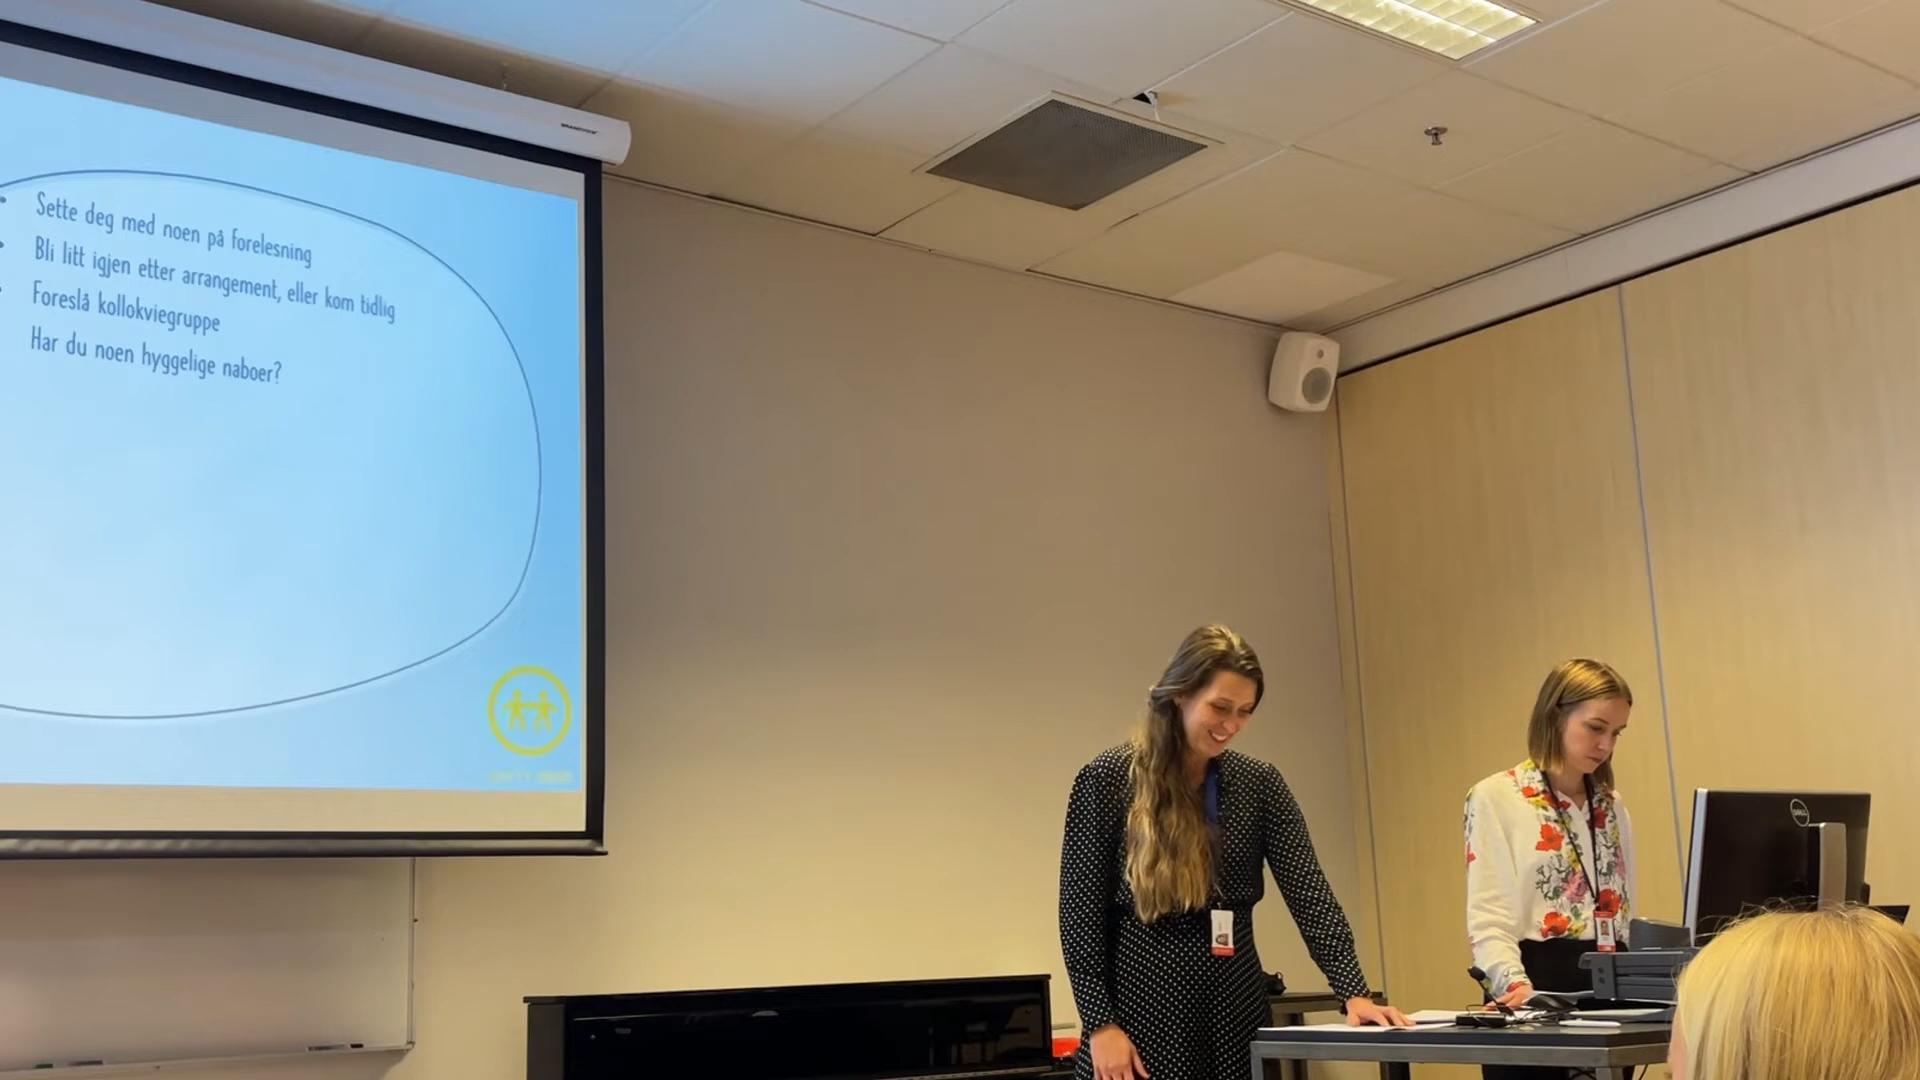 Sette deg med noen på forelesning
Bli litt igjen etter arrangement, eller kom tidlig
Foreslå kollokviegruppe
Har du noen hyggelige naboer?
DELL